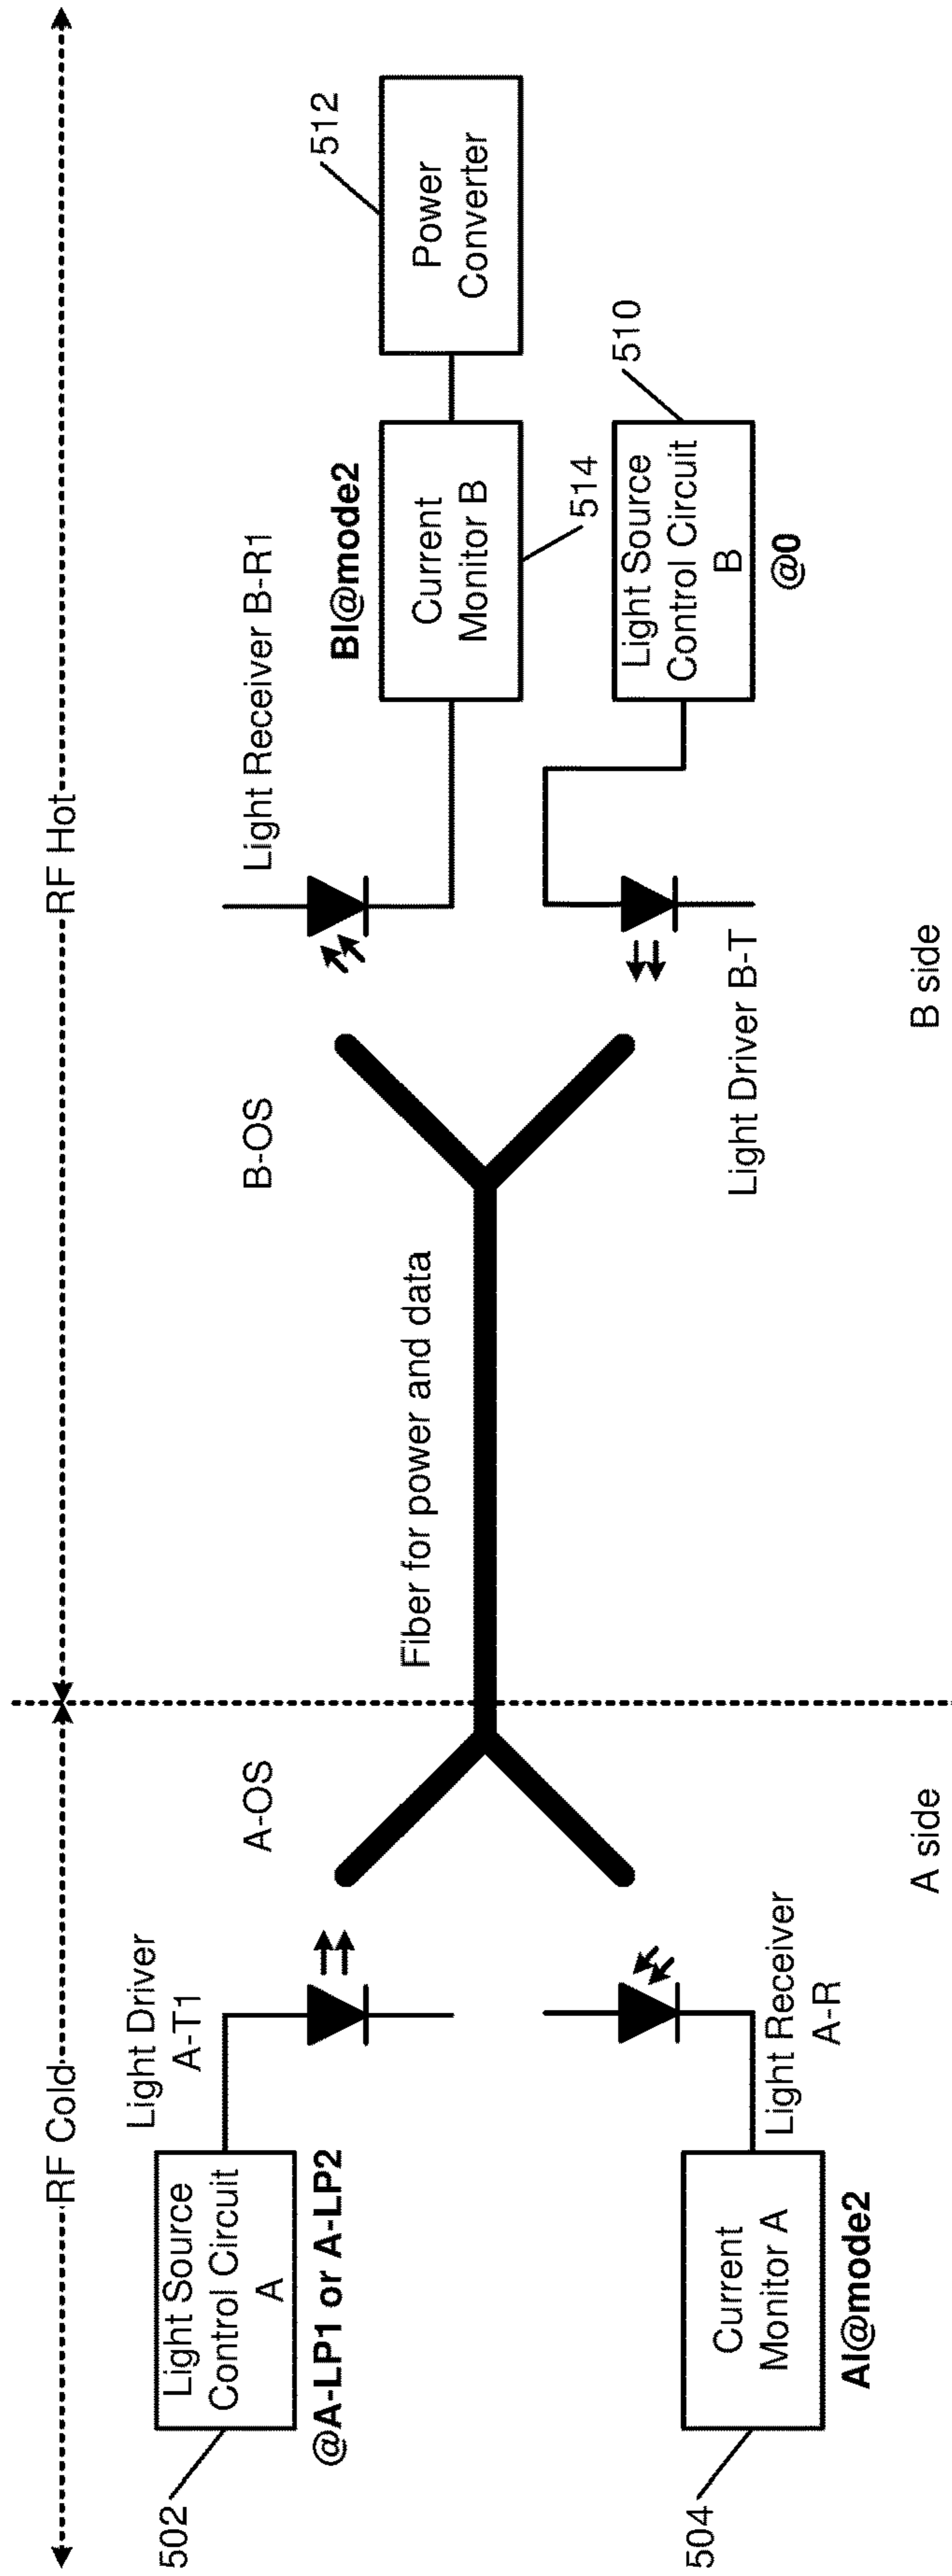 RF Cold
RF Hot
502
Light Source
Control Circuit
A
@A-LP1 or A-LP2
Light Driver
A-T1
A-OS
504
Current
Monitor A
AI@mode2
Light Receiver
A-R
A side
Fiber for power and data
B-OS
Light Receiver B-R1
BI@mode2
Current
Monitor B
514
Power
Converter
512
Light Driver B-T
Light Source
Control Circuit
B
@0
510
B side